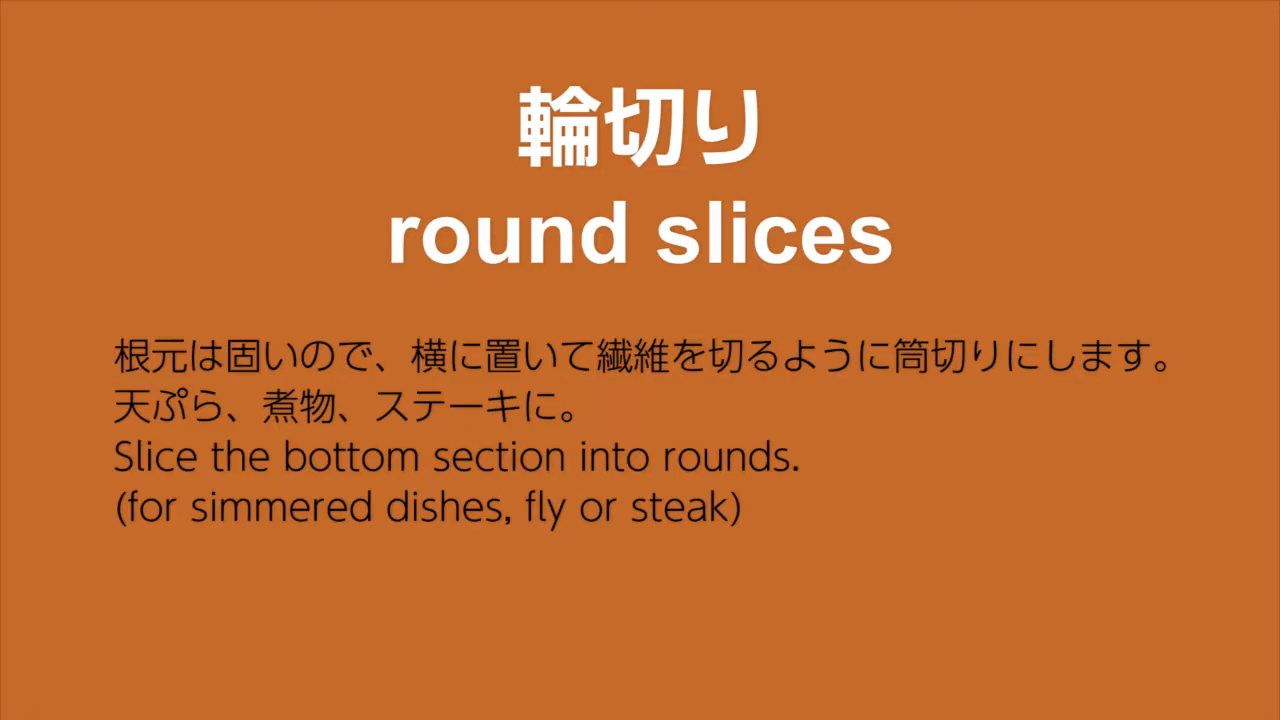 輪切り
round slices
根元は固いので、横に置いて繊維を切るように筒切りにします。
天ぷら、煮物、ステーキに。
Slice the bottom section into rounds.
(for simmered dishes, fly or steak)